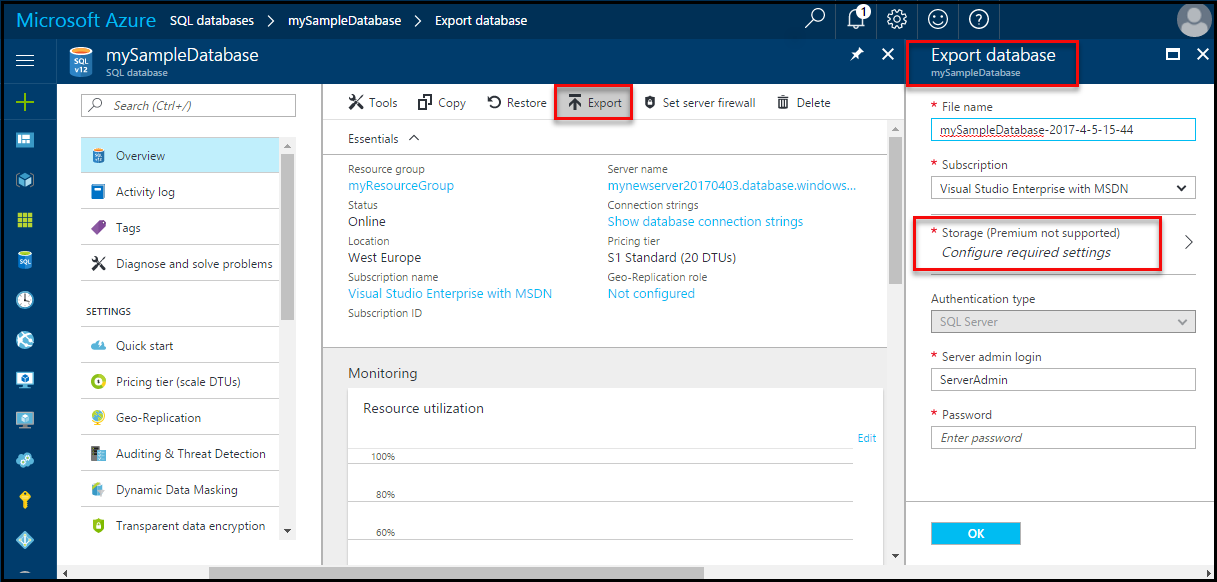 Microsoft Azure SQL databases > mySampleDatabase > Export database
1
mySampleDatabase
SQL database
SQL
v12
Search (Ctrl+/)
Overview
Activity log
Tags
Diagnose and solve problems
SETTINGS
Quick start
Pricing tier (scale DTUs)
Geo-Replication
Auditing & Threat Detection
Dynamic Data Masking
Transparent data encryption
Tools Copy Restore Export Set server firewall Delete
Essentials
Resource group
myResourceGroup
Status
Online
Location
West Europe
Subscription name
Visual Studio Enterprise with MSDN
Subscription ID
Server name
mynewserver20170403.database.windows...
Connection strings
Show database connection strings
Pricing tier
S1 Standard (20 DTUs)
Geo-Replication role
Not configured
Monitoring
Resource utilization
Edit
100%
80%
60%
Export database
mySampleDatabase
* File name
mySampleDatabase-2017-4-5-15-44
* Subscription
Visual Studio Enterprise with MSDN
* Storage (Premium not supported)
Configure required settings
Authentication type
SQL Server
* Server admin login
ServerAdmin
* Password
Enter password
OK